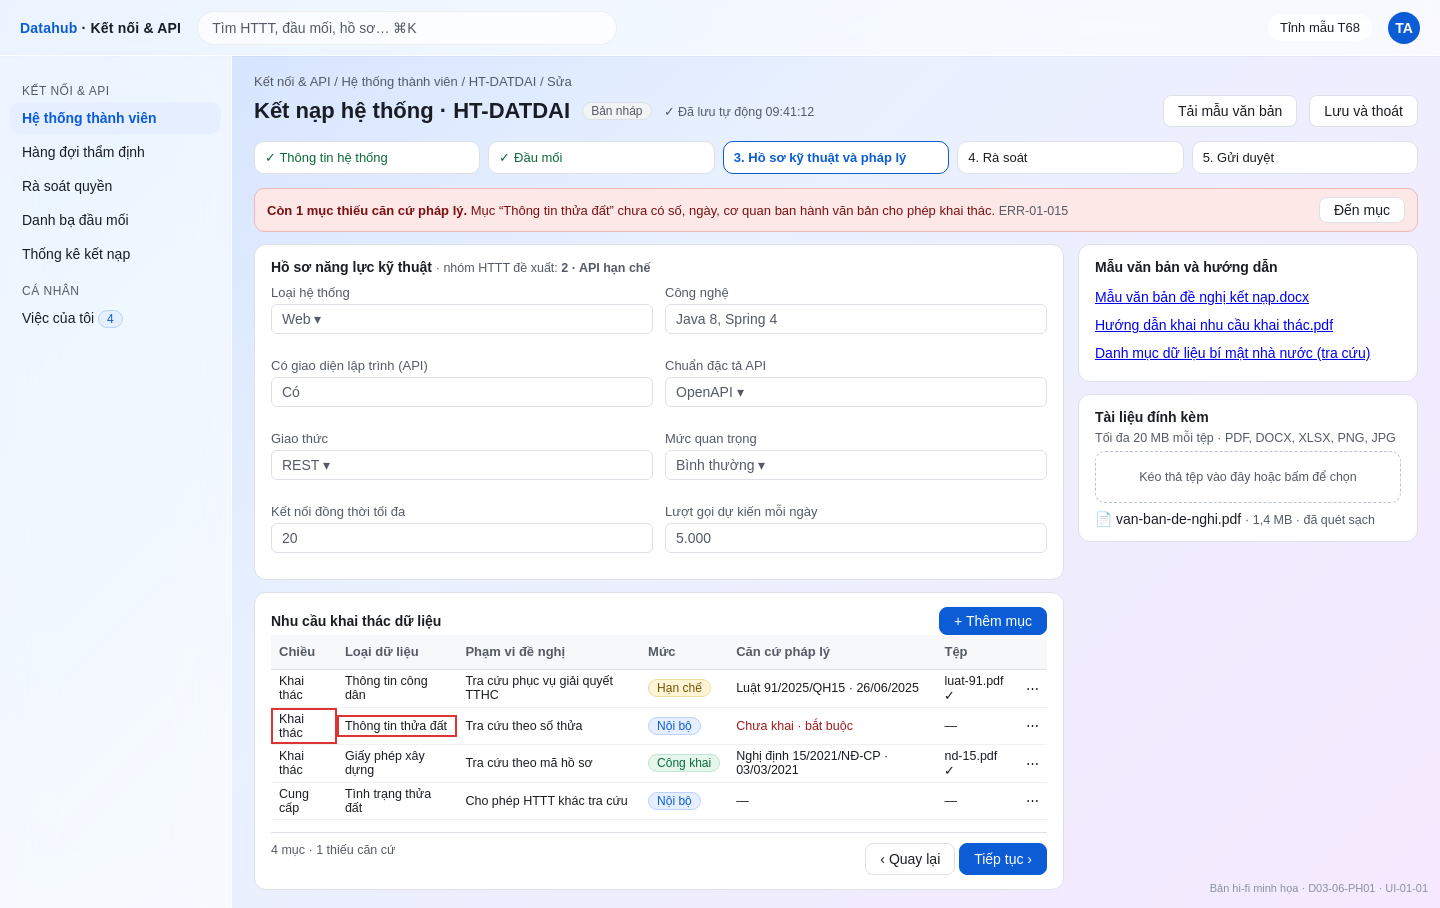 Datahub · Kết nối & API
Tìm HTTT, đầu mối, hồ sơ… ⌘K
Tỉnh mẫu T68
TA
KẾT NỐI & API
Hệ thống thành viên
Hàng đợi thẩm định
Rà soát quyền
Danh bạ đầu mối
Thống kê kết nạp
CÁ NHÂN
Việc của tôi 4
Kết nối & API / Hệ thống thành viên / HT-DATDAI / Sửa
Kết nạp hệ thống · HT-DATDAI Bản nháp ✓ Đã lưu tự động 09:41:12
Tải mẫu văn bản
Lưu và thoát
✓ Thông tin hệ thống
✓ Đầu mối
3. Hồ sơ kỹ thuật và pháp lý
4. Rà soát
5. Gửi duyệt
Còn 1 mục thiếu căn cứ pháp lý. Mục “Thông tin thửa đất” chưa có số, ngày, cơ quan ban hành văn bản cho phép khai thác. ERR-01-015
Đến mục
Hồ sơ năng lực kỹ thuật · nhóm HTTT đề xuất: 2 · API hạn chế
Loại hệ thống
Web ▾
Công nghệ
Java 8, Spring 4
Có giao diện lập trình (API)
Có
Chuẩn đặc tả API
OpenAPI ▾
Giao thức
REST ▾
Mức quan trọng
Bình thường ▾
Kết nối đồng thời tối đa
20
Lượt gọi dự kiến mỗi ngày
5.000
Mẫu văn bản và hướng dẫn
Mẫu văn bản đề nghị kết nạp.docx
Hướng dẫn khai nhu cầu khai thác.pdf
Danh mục dữ liệu bí mật nhà nước (tra cứu)
Tài liệu đính kèm
Tối đa 20 MB mỗi tệp · PDF, DOCX, XLSX, PNG, JPG
Kéo thả tệp vào đây hoặc bấm để chọn
📄 van-ban-de-nghi.pdf · 1,4 MB · đã quét sạch
Nhu cầu khai thác dữ liệu
+ Thêm mục
Chiều Loại dữ liệu Phạm vi đề nghị Mức Căn cứ pháp lý Tệp
Khai thác Thông tin công dân Tra cứu phục vụ giải quyết TTHC Hạn chế Luật 91/2025/QH15 · 26/06/2025 luat-91.pdf ✓ ⋯
Khai thác Thông tin thửa đất Tra cứu theo số thửa Nội bộ Chưa khai · bắt buộc — ⋯
Khai thác Giấy phép xây dựng Tra cứu theo mã hồ sơ Công khai Nghị định 15/2021/NĐ-CP · 03/03/2021 nd-15.pdf ✓ ⋯
Cung cấp Tình trạng thửa đất Cho phép HTTT khác tra cứu Nội bộ — — ⋯
4 mục · 1 thiếu căn cứ
‹ Quay lại
Tiếp tục ›
Bản hi-fi minh họa · D03-06-PH01 · UI-01-01